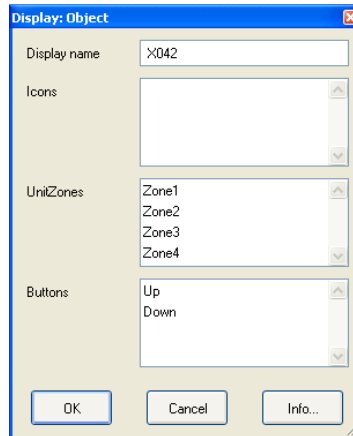 Display: Object
Display name X042
Icons
UnitZones Zone1
Zone2
Zone3
Zone4
Buttons Up
Down
OK Cancel Info...